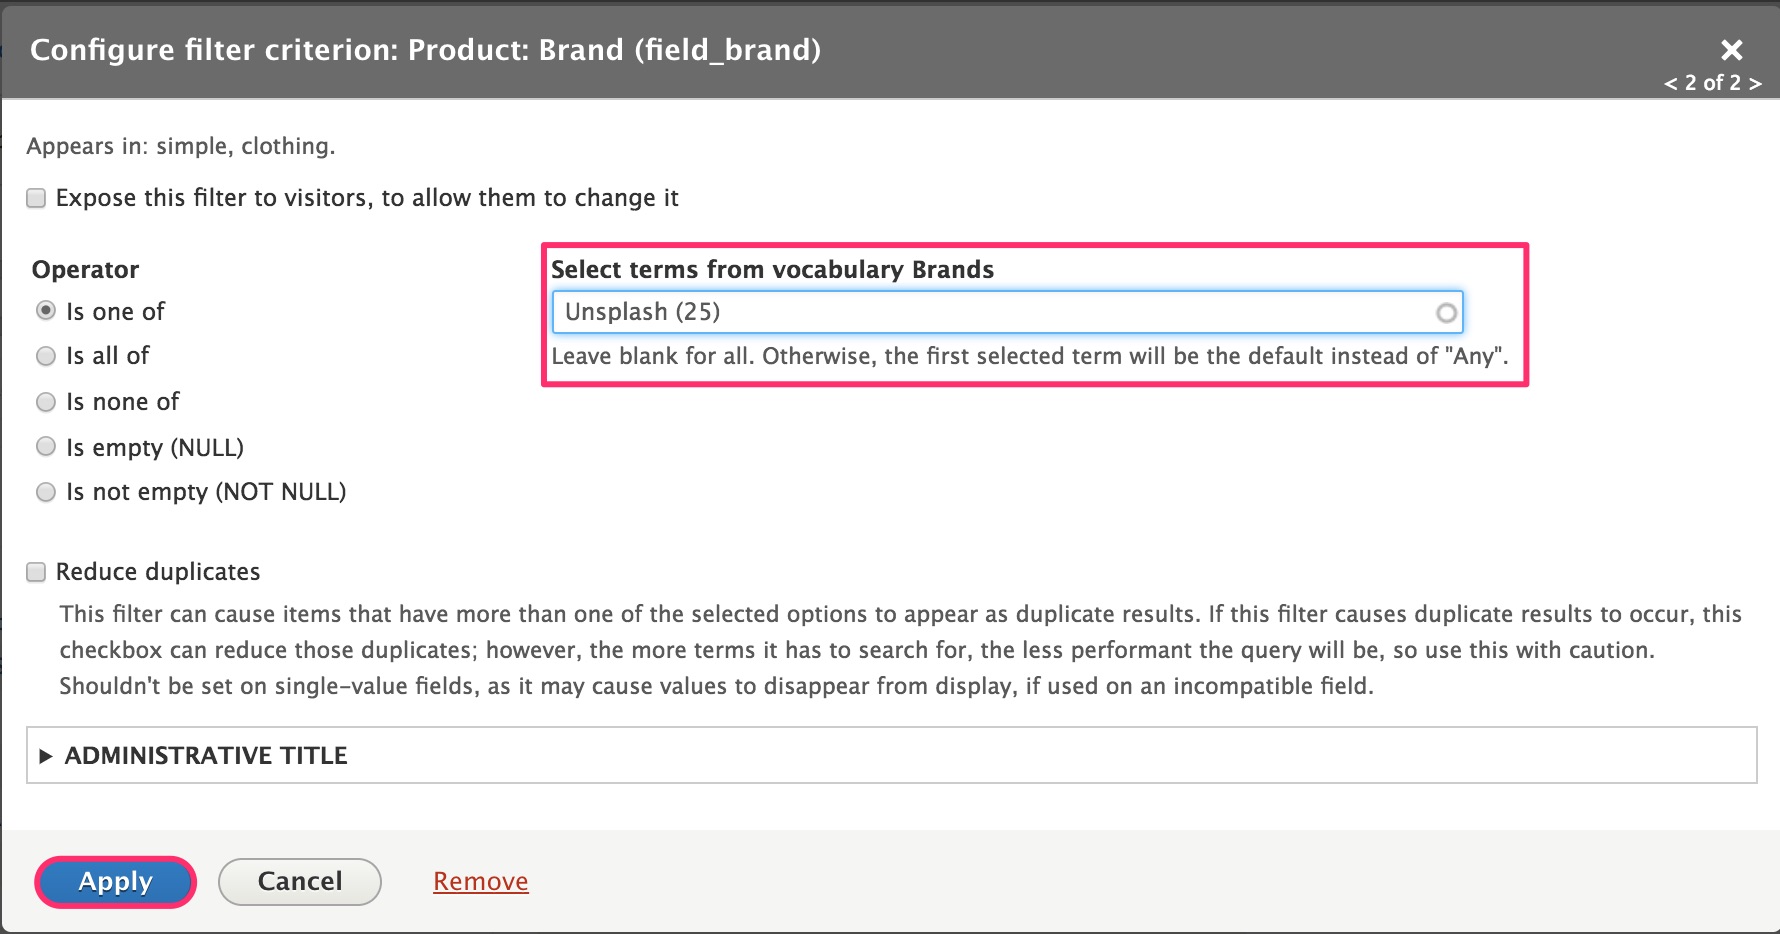 Configure filter criterion: Product: Brand (field_brand)
< 2 of 2 >
Appears in: simple, clothing.
Expose this filter to visitors, to allow them to change it
Operator
Is one of
Is all of
Is none of
Is empty (NULL)
Is not empty (NOT NULL)
Select terms from vocabulary Brands
Unsplash (25)
Leave blank for all. Otherwise, the first selected term will be the default instead of "Any".
Reduce duplicates
This filter can cause items that have more than one of the selected options to appear as duplicate results. If this filter causes duplicate results to occur, this
checkbox can reduce those duplicates; however, the more terms it has to search for, the less performant the query will be, so use this with caution.
Shouldn't be set on single-value fields, as it may cause values to disappear from display, if used on an incompatible field.
ADMINISTRATIVE TITLE
Apply
Cancel
Remove